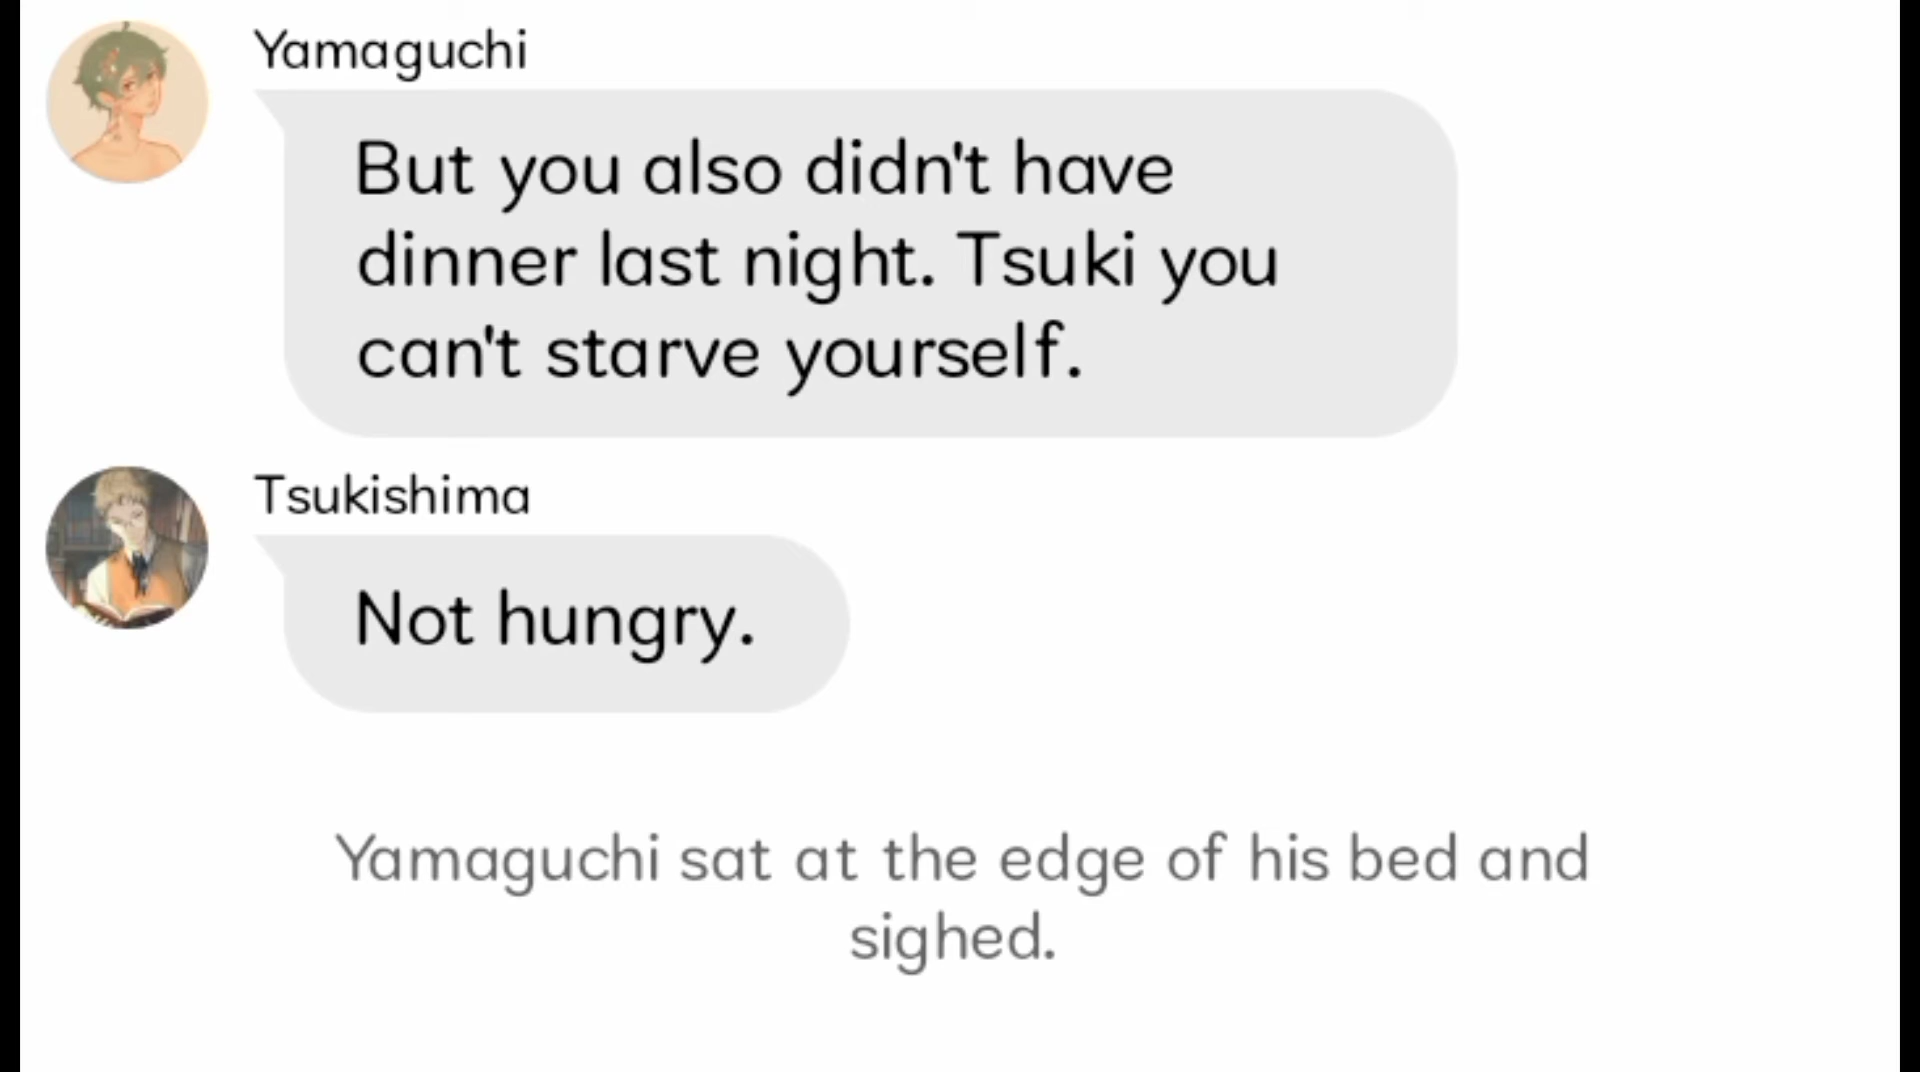 Yamaguchi
But you also didn't have
dinner last night. Tsuki you
can't starve yourself.
Tsukishima
Not hungry.
Yamaguchi sat at the edge of his bed and
sighed.